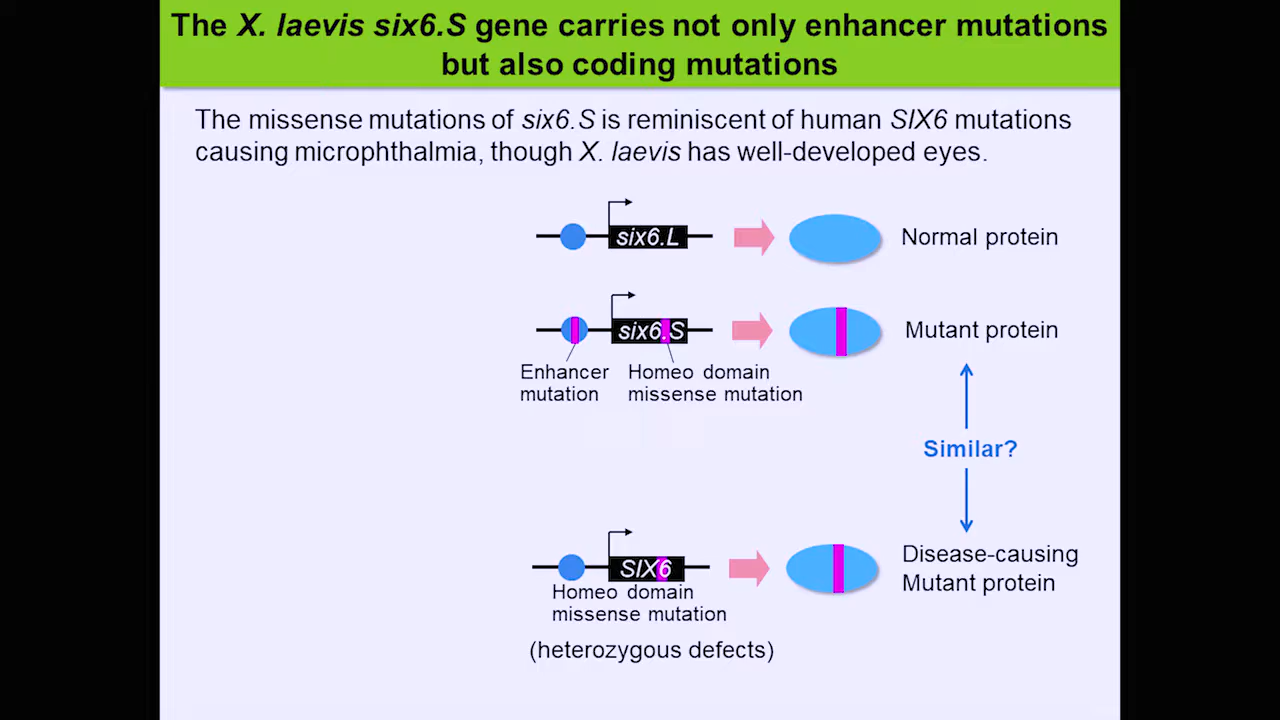 The X. laevis six6.S gene carries not only enhancer mutations
but also coding mutations
The missense mutations of six6.S is reminiscent of human SIX6 mutations
causing microphthalmia, though X. laevis has well-developed eyes.
six6.L
Normal protein
six6.S
Mutant protein
Enhancer
mutation
Homeo domain
missense mutation
Similar?
SIX6
Disease-causing
Mutant protein
Homeo domain
missense mutation
(heterozygous defects)